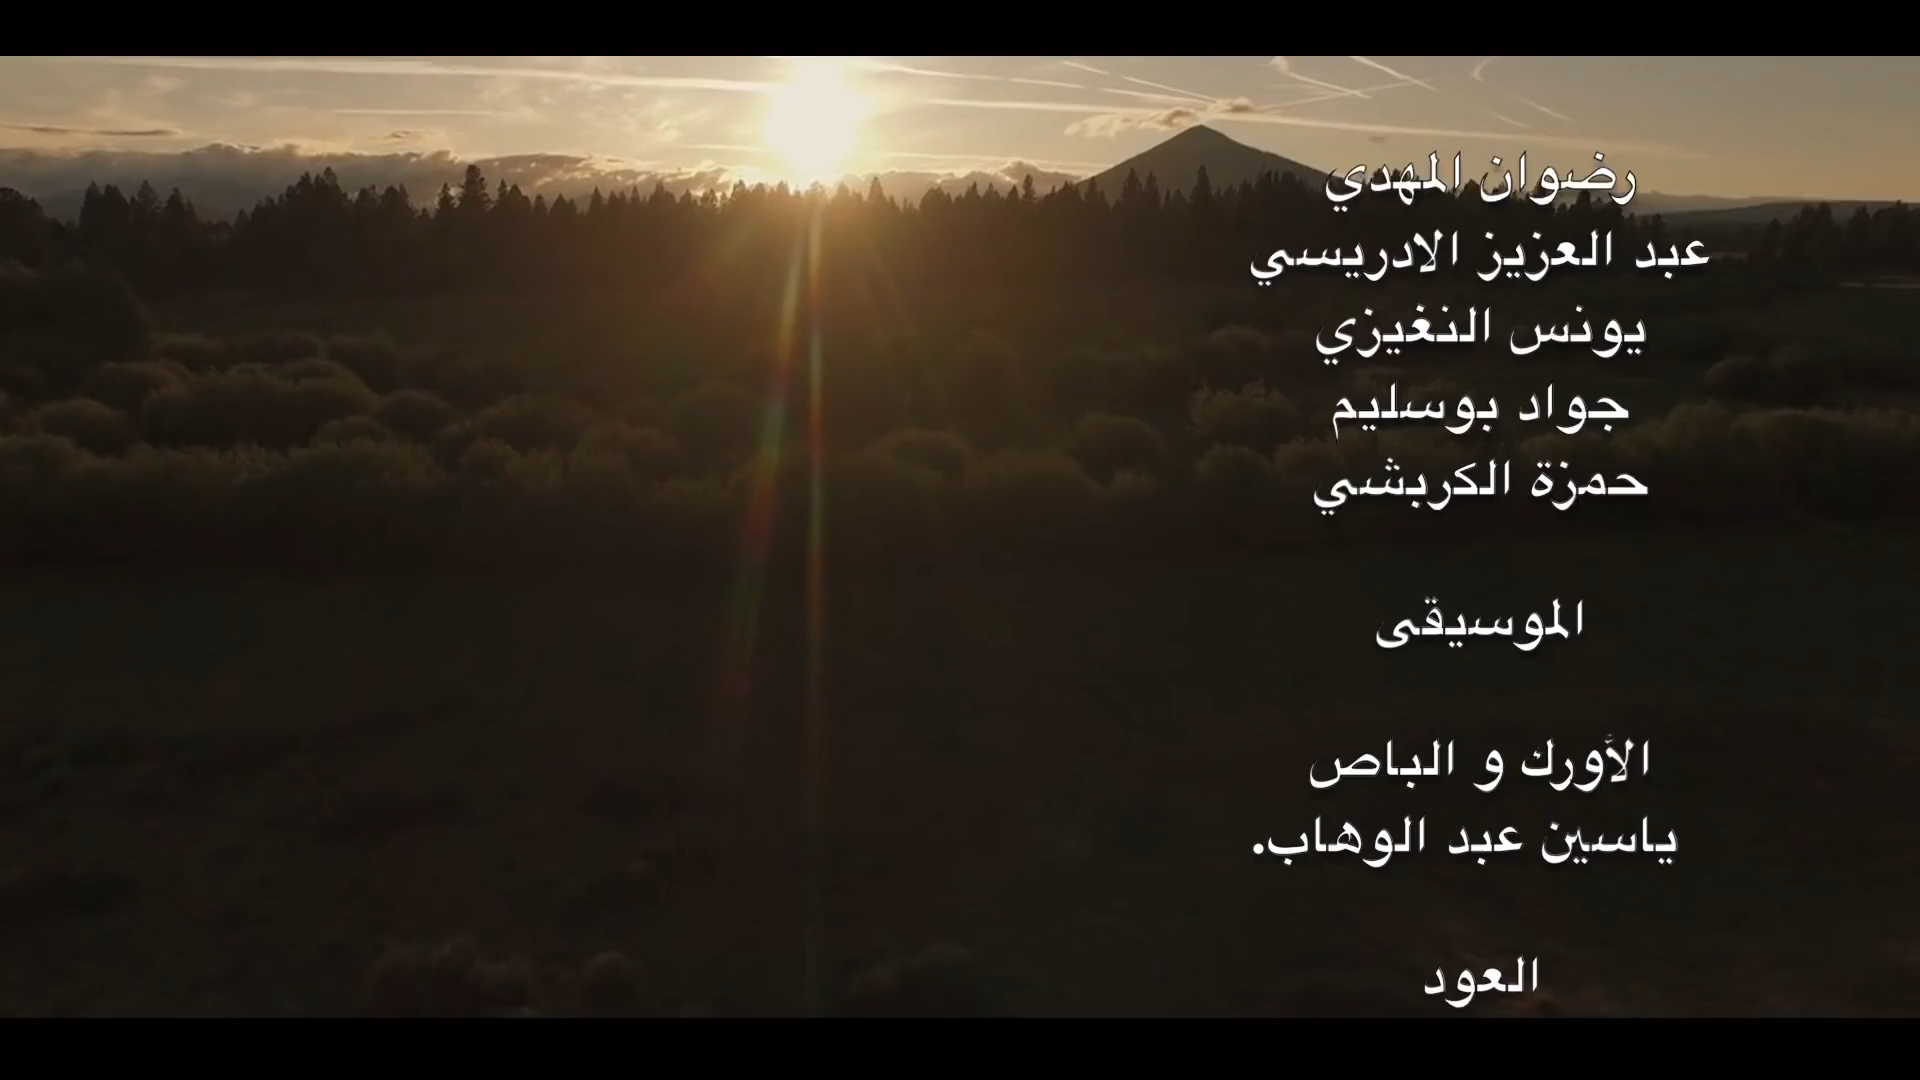 رضوان المهدي
عبد العزيز الادريسي
يونس النغيزي
جواد بوسليم
حمزة الكربشي
الموسيقى
الأورك و الباص
ياسين عبد الوهاب.
العود